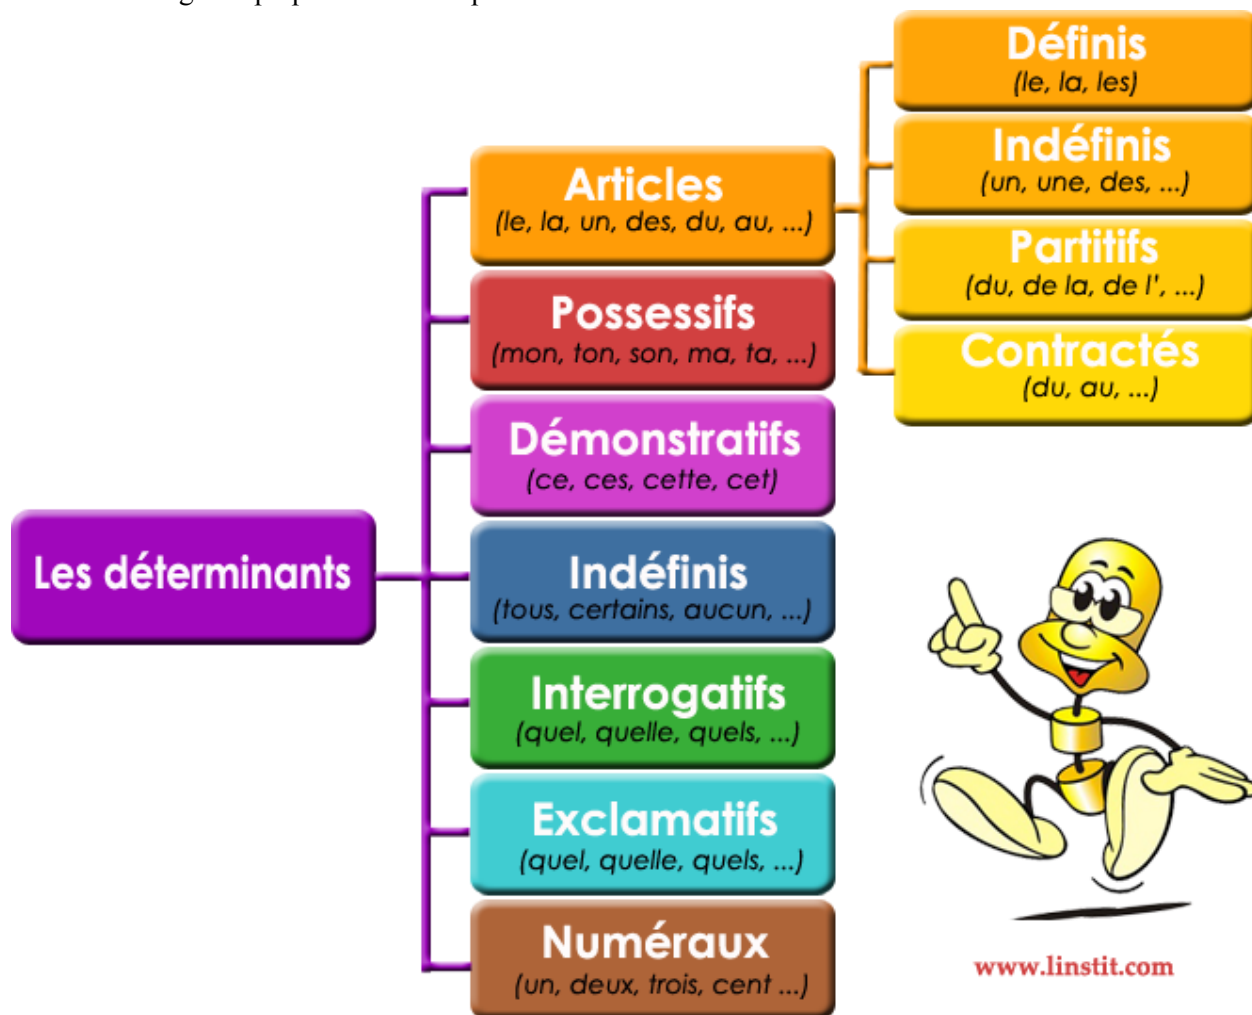 Les déterminants
Articles
(le, la, un, des, du, au, ...)
Possessifs
(mon, ton, son, ma, ta, ...)
Démonstratifs
(ce, ces, cette, cet)
Indéfinis
(tous, certains, aucun, ...)
Interrogatifs
(quel, quelle, quels, ...)
Exclamatifs
(quel, quelle, quels, ...)
Numéraux
(un, deux, trois, cent ...)
Définis
(le, la, les)
Indéfinis
(un, une, des, ...)
Partitifs
(du, de la, de l', ...)
Contractés
(du, au, ...)
www.linstit.com